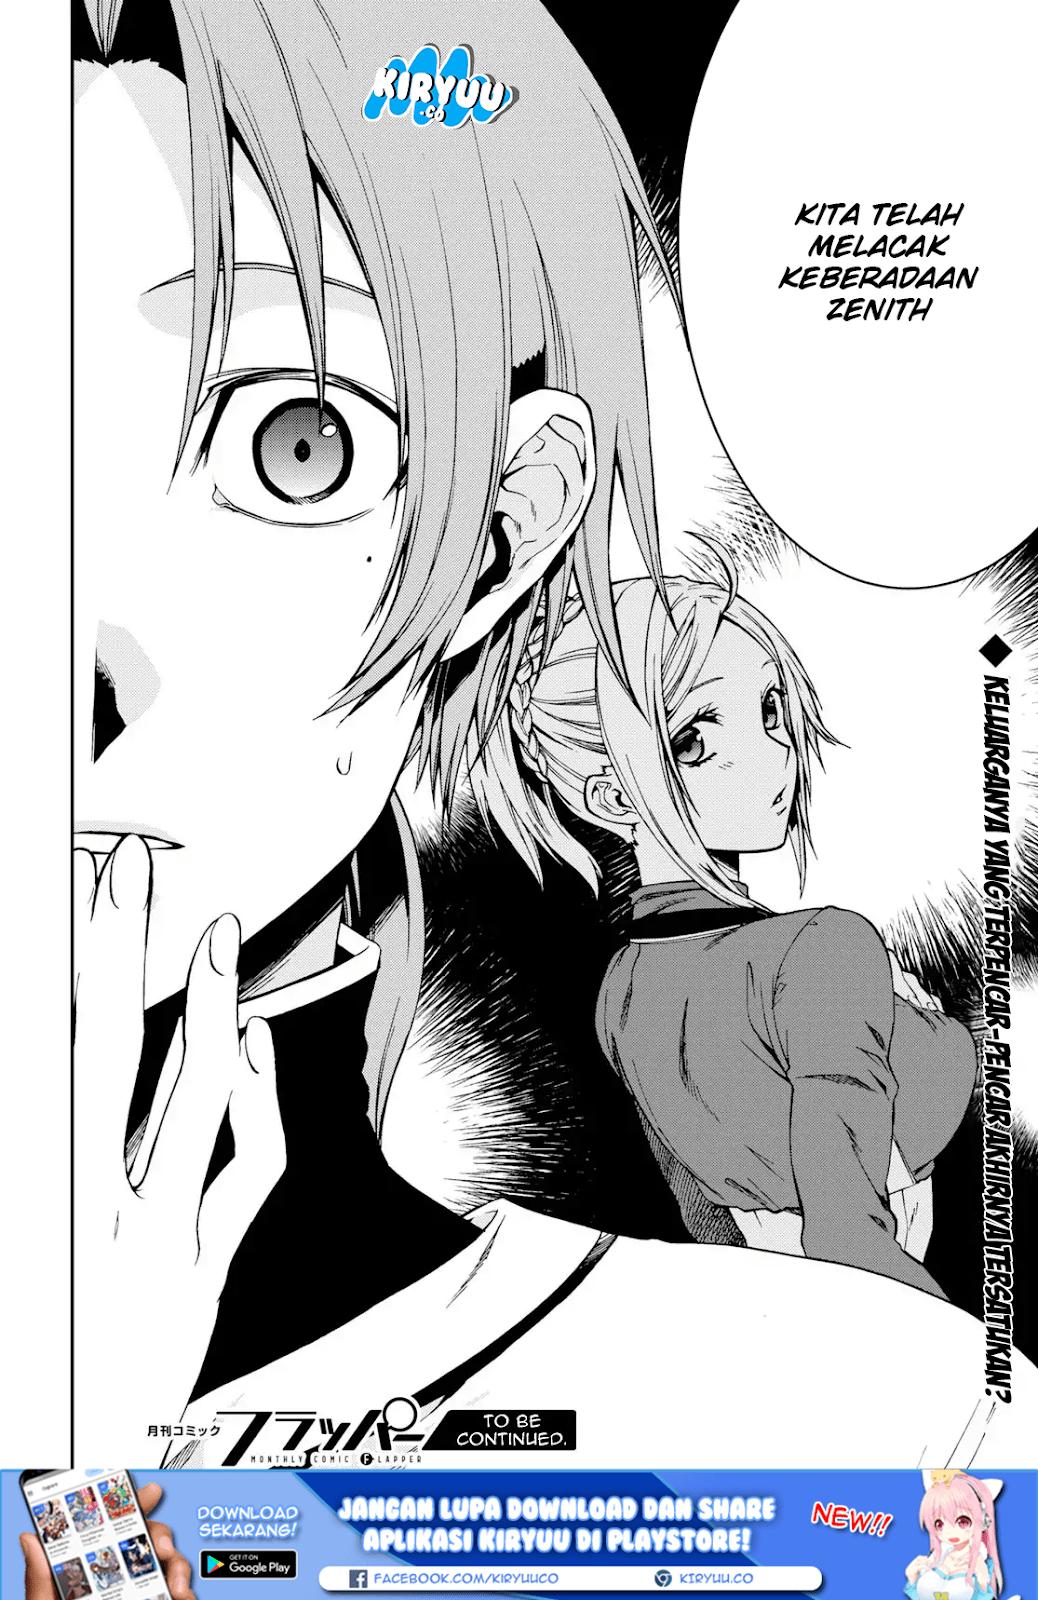 KIRYUU
.CO
KITA TELAH
MELACAK
KEBERADAAN
ZENITH
◆ KELUARGANYA YANG TERPENCAR-PENCAR AKHIRNYA TERSATUKAN?
月刊コミック
フラッパー
MONTHLY COMIC FLAPPER
TO BE
CONTINUED.
DOWNLOAD
SEKARANG!
GET IT ON
Google Play
JANGAN LUPA DOWNLOAD DAN SHARE
APLIKASI KIRYUU DI PLAYSTORE!
NEW!!
FACEBOOK.COM/KIRYUUCO
KIRYUU.CO